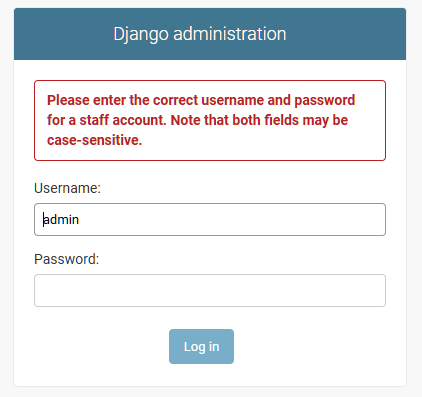 Django administration
Please enter the correct username and password
for a staff account. Note that both fields may be
case-sensitive.
Username:
admin
Password:
Log in